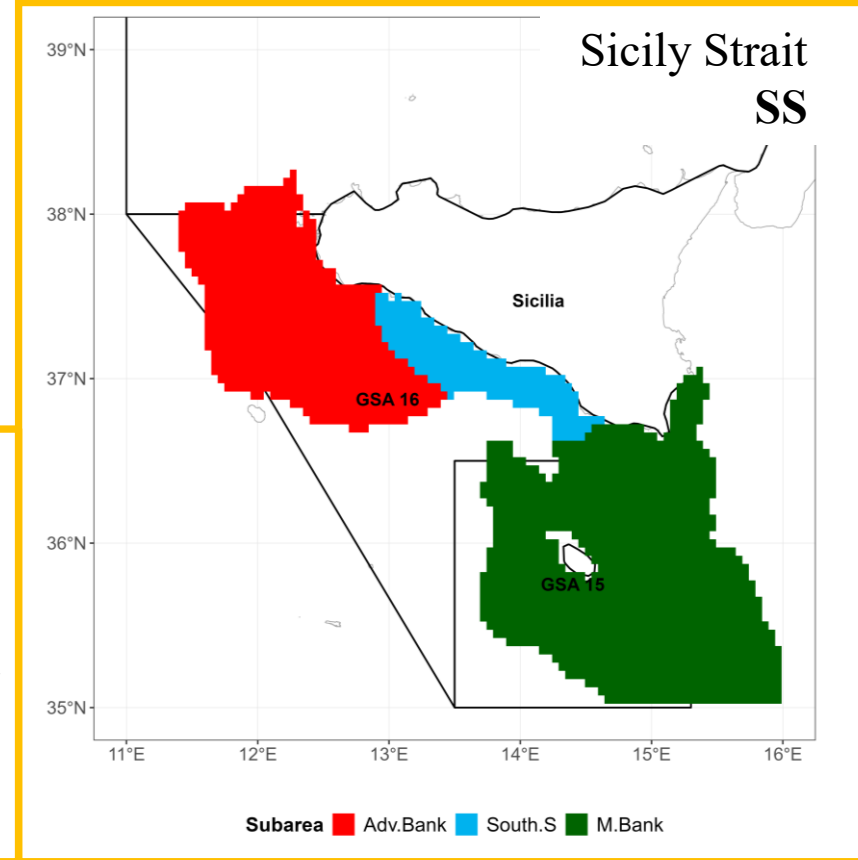 Sicily Strait
SS
39°N
38°N
37°N
36°N
35°N
Sicilia
GSA 16
GSA 15
11°E 12°E 13°E 14°E 15°E 16°E
Subarea Adv.Bank South.S M.Bank